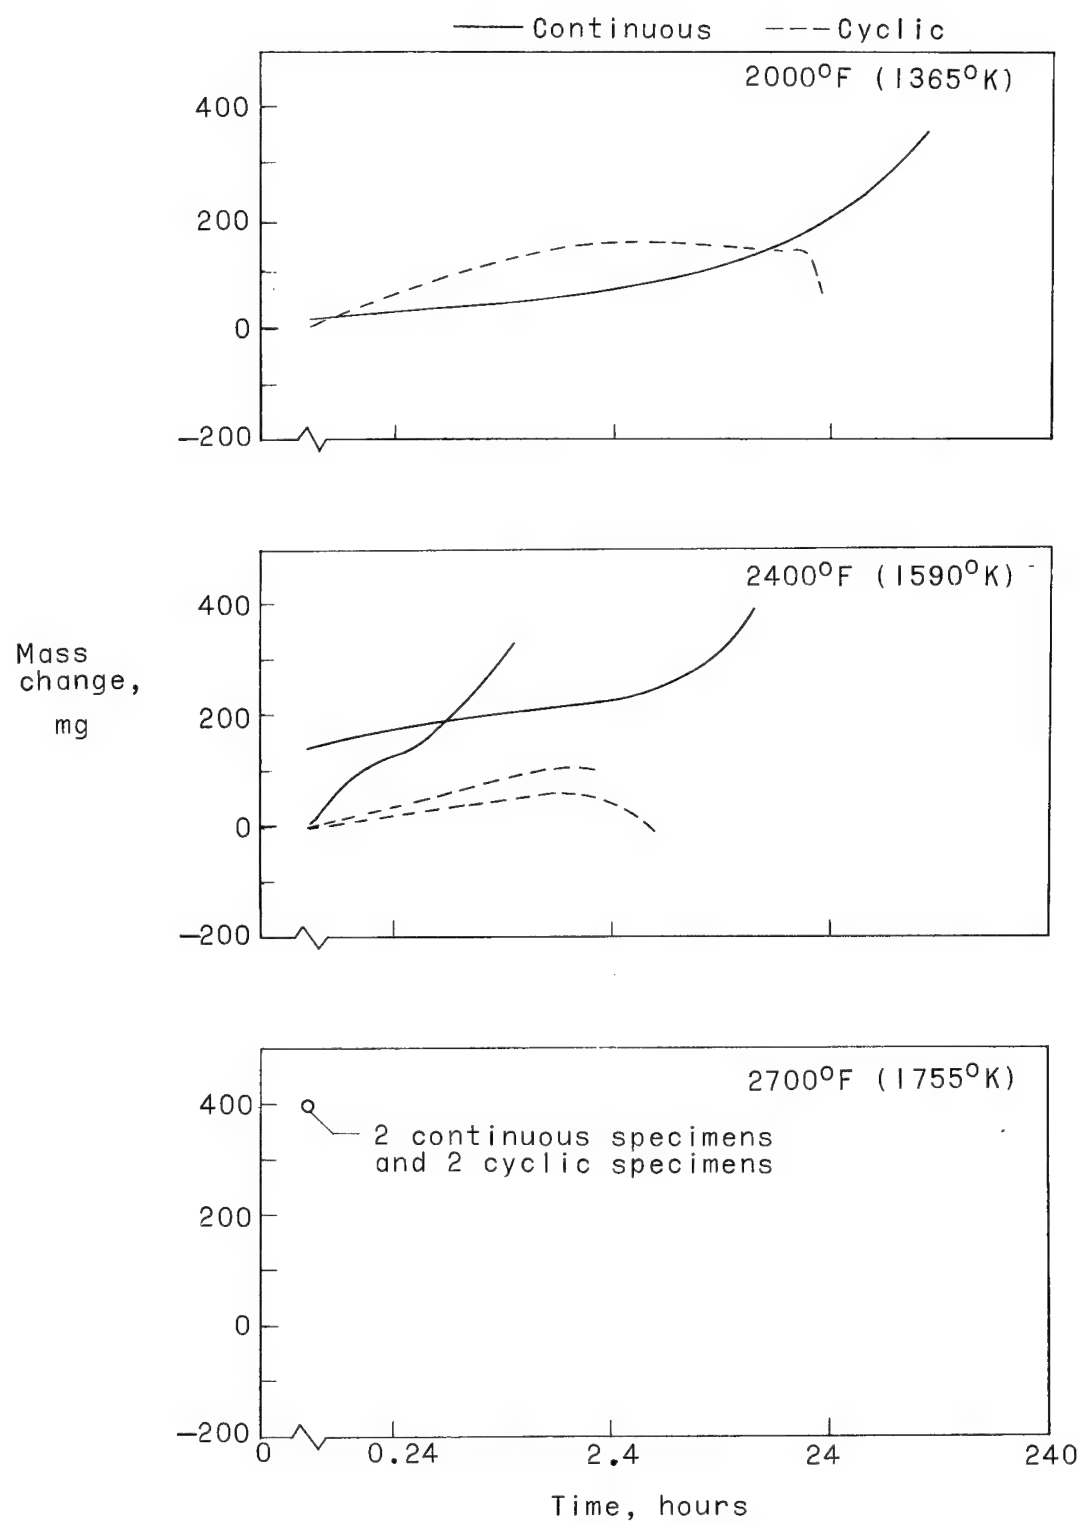 Continuous Cyclic
2000°F (1365°K)
400
200
0
−200
2400°F (1590°K)
400
200
0
−200
Mass
change,
mg
2700°F (1755°K)
400
2 continuous specimens
and 2 cyclic specimens
200
0
−200
0 0.24 2.4 24 240
Time, hours